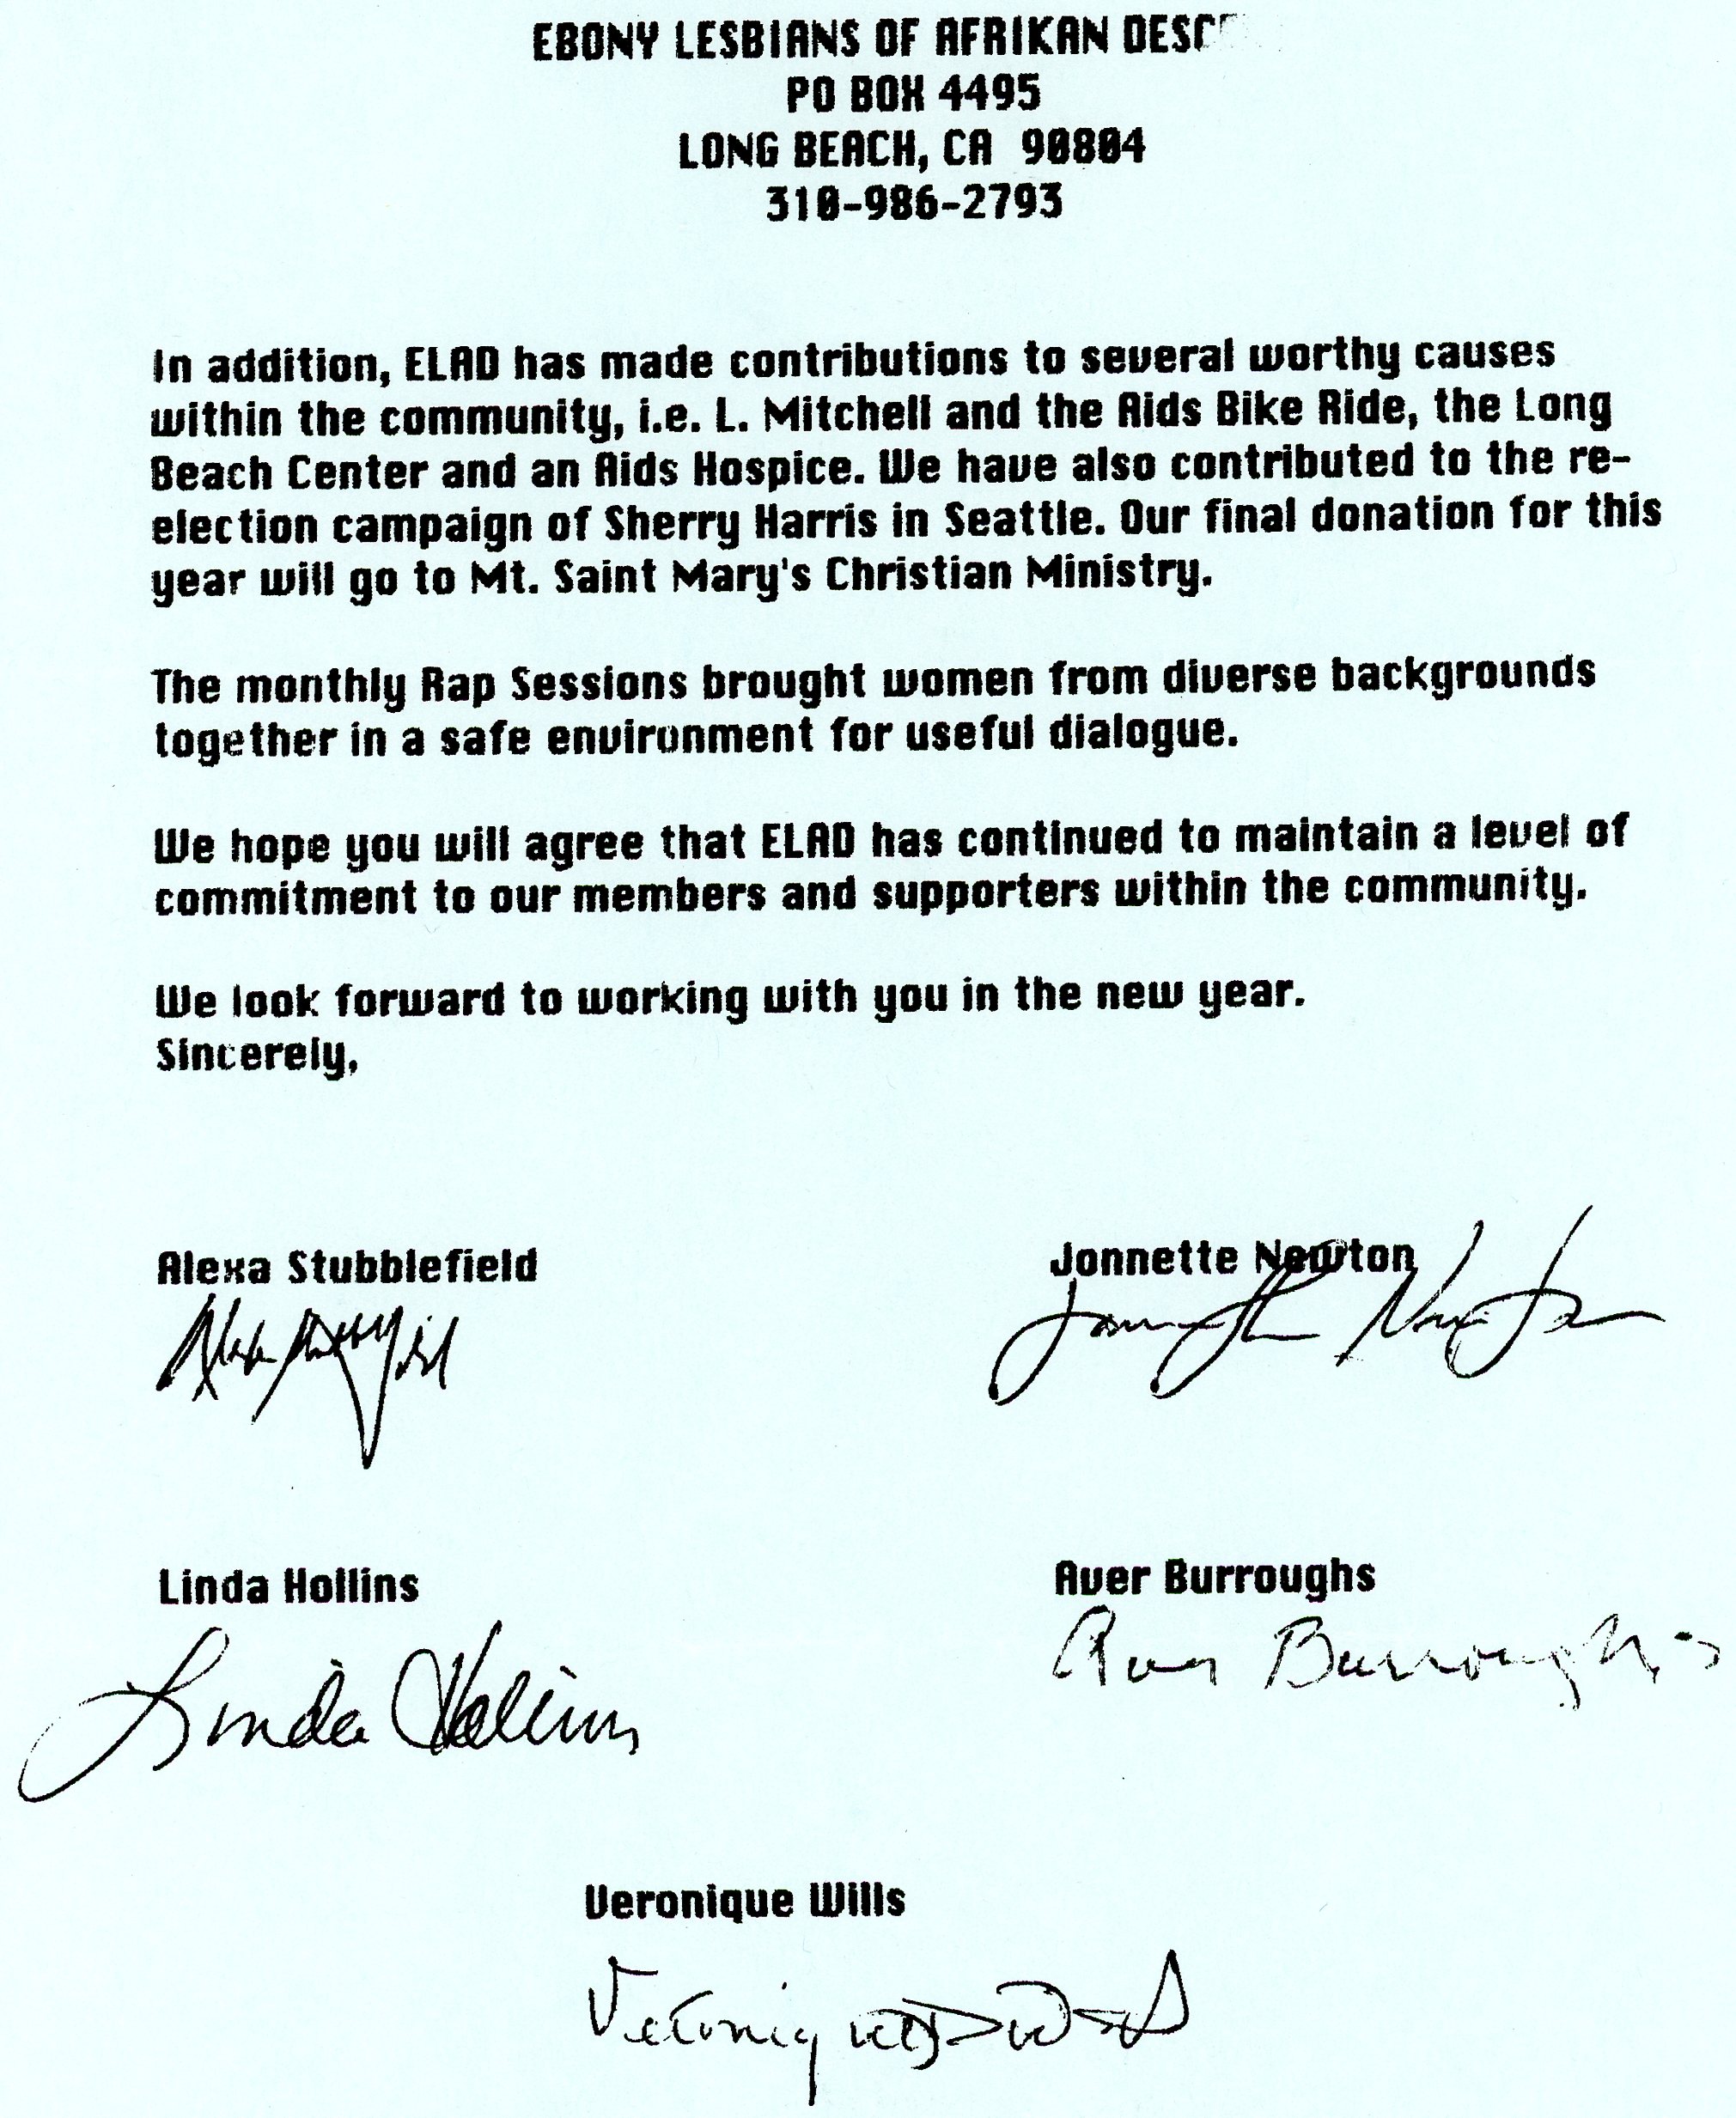 EBONY LESBIANS OF AFRIKAN DESC
PO BOX 4495
LONG BEACH, CA 90804
310-986-2793
In addition, ELAD has made contributions to several worthy causes
within the community, i.e. L. Mitchell and the Aids Bike Ride, the Long
Beach Center and an Aids Hospice. We have also contributed to the re-
election campaign of Sherry Harris in Seattle. Our final donation for this
year will go to Mt. Saint Mary's Christian Ministry.
The monthly Rap Sessions brought women from diverse backgrounds
together in a safe environment for useful dialogue.
We hope you will agree that ELAD has continued to maintain a level of
commitment to our members and supporters within the community.
We look forward to working with you in the new year.
Sincerely,
Alexa Stubblefield
Jonnette Newton
Jonnette Newton
Linda Hollins
Linda Hollins
Aver Burroughs
Aver Burroughs
Veronique Wills
Veronique